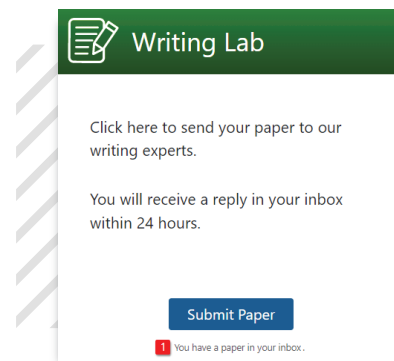 Writing Lab
Click here to send your paper to our
writing experts.
You will receive a reply in your inbox
within 24 hours.
Submit Paper
1 You have a paper in your inbox.